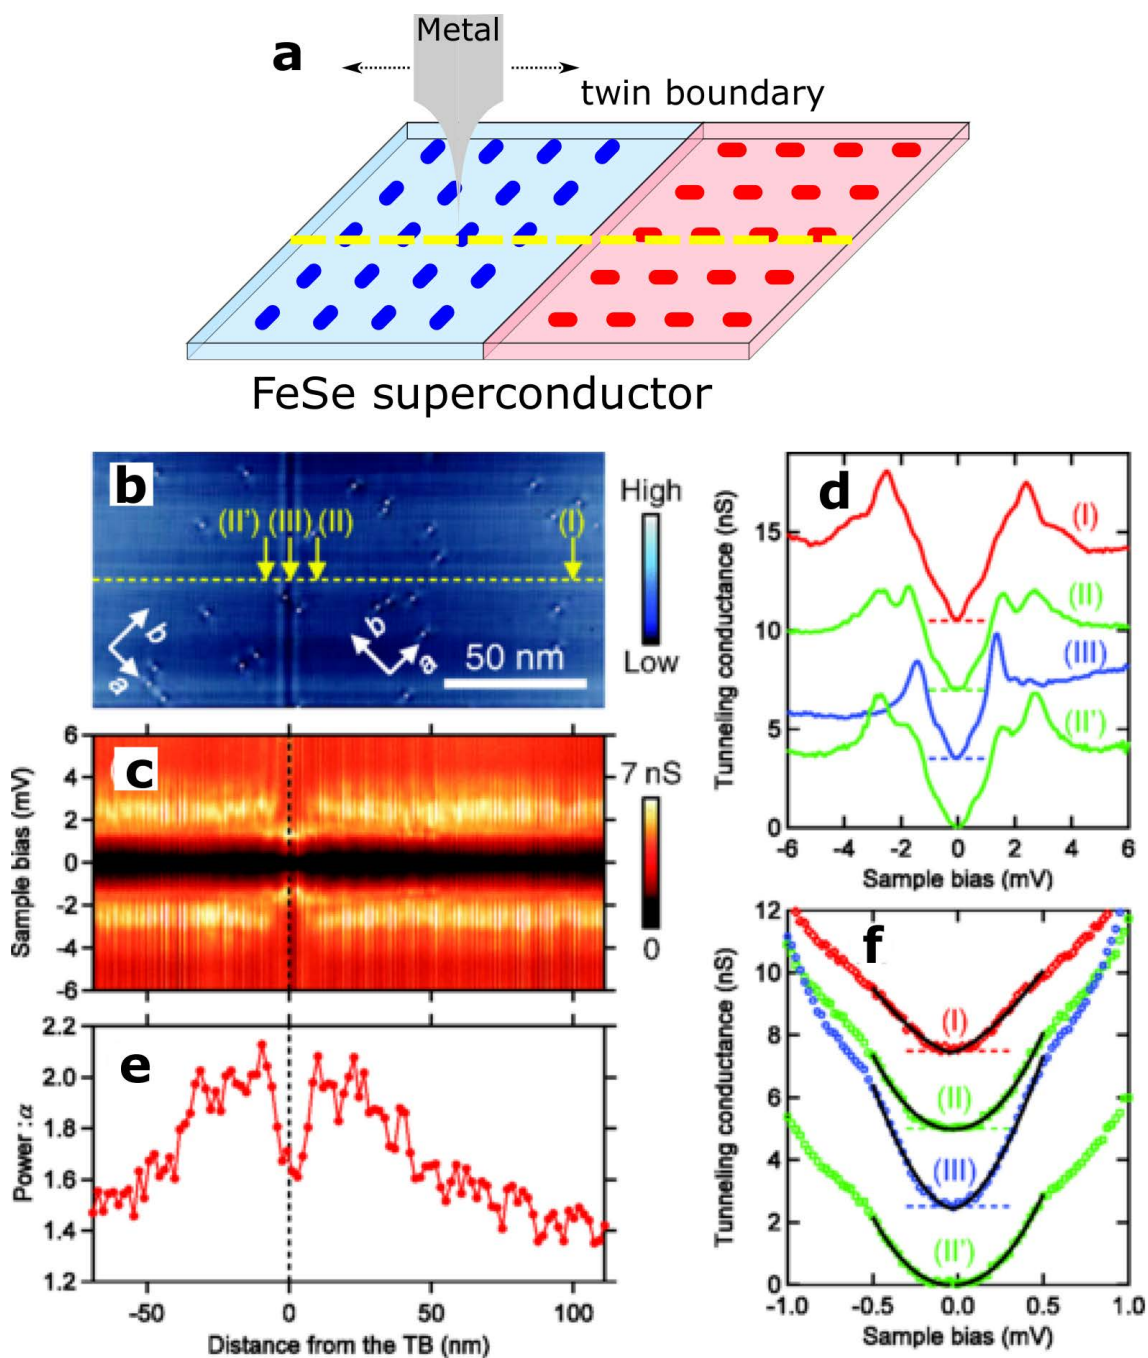 a
Metal
twin boundary
FeSe superconductor
b
(II') (III) (II)
(I)
b
a
b
a
50 nm
High
Low
c
Sample bias (mV)
6
4
2
0
-2
-4
-6
7 nS
0
d
Tunneling conductance (nS)
15
10
5
0
(I)
(II)
(III)
(II')
-6
-4
-2
0
2
4
6
Sample bias (mV)
e
Power :α
2.2
2.0
1.8
1.6
1.4
1.2
-50
0
50
100
Distance from the TB (nm)
f
Tunneling conductance (nS)
12
10
8
6
4
2
0
(I)
(II)
(III)
(II')
-1.0
-0.5
0.0
0.5
1.0
Sample bias (mV)